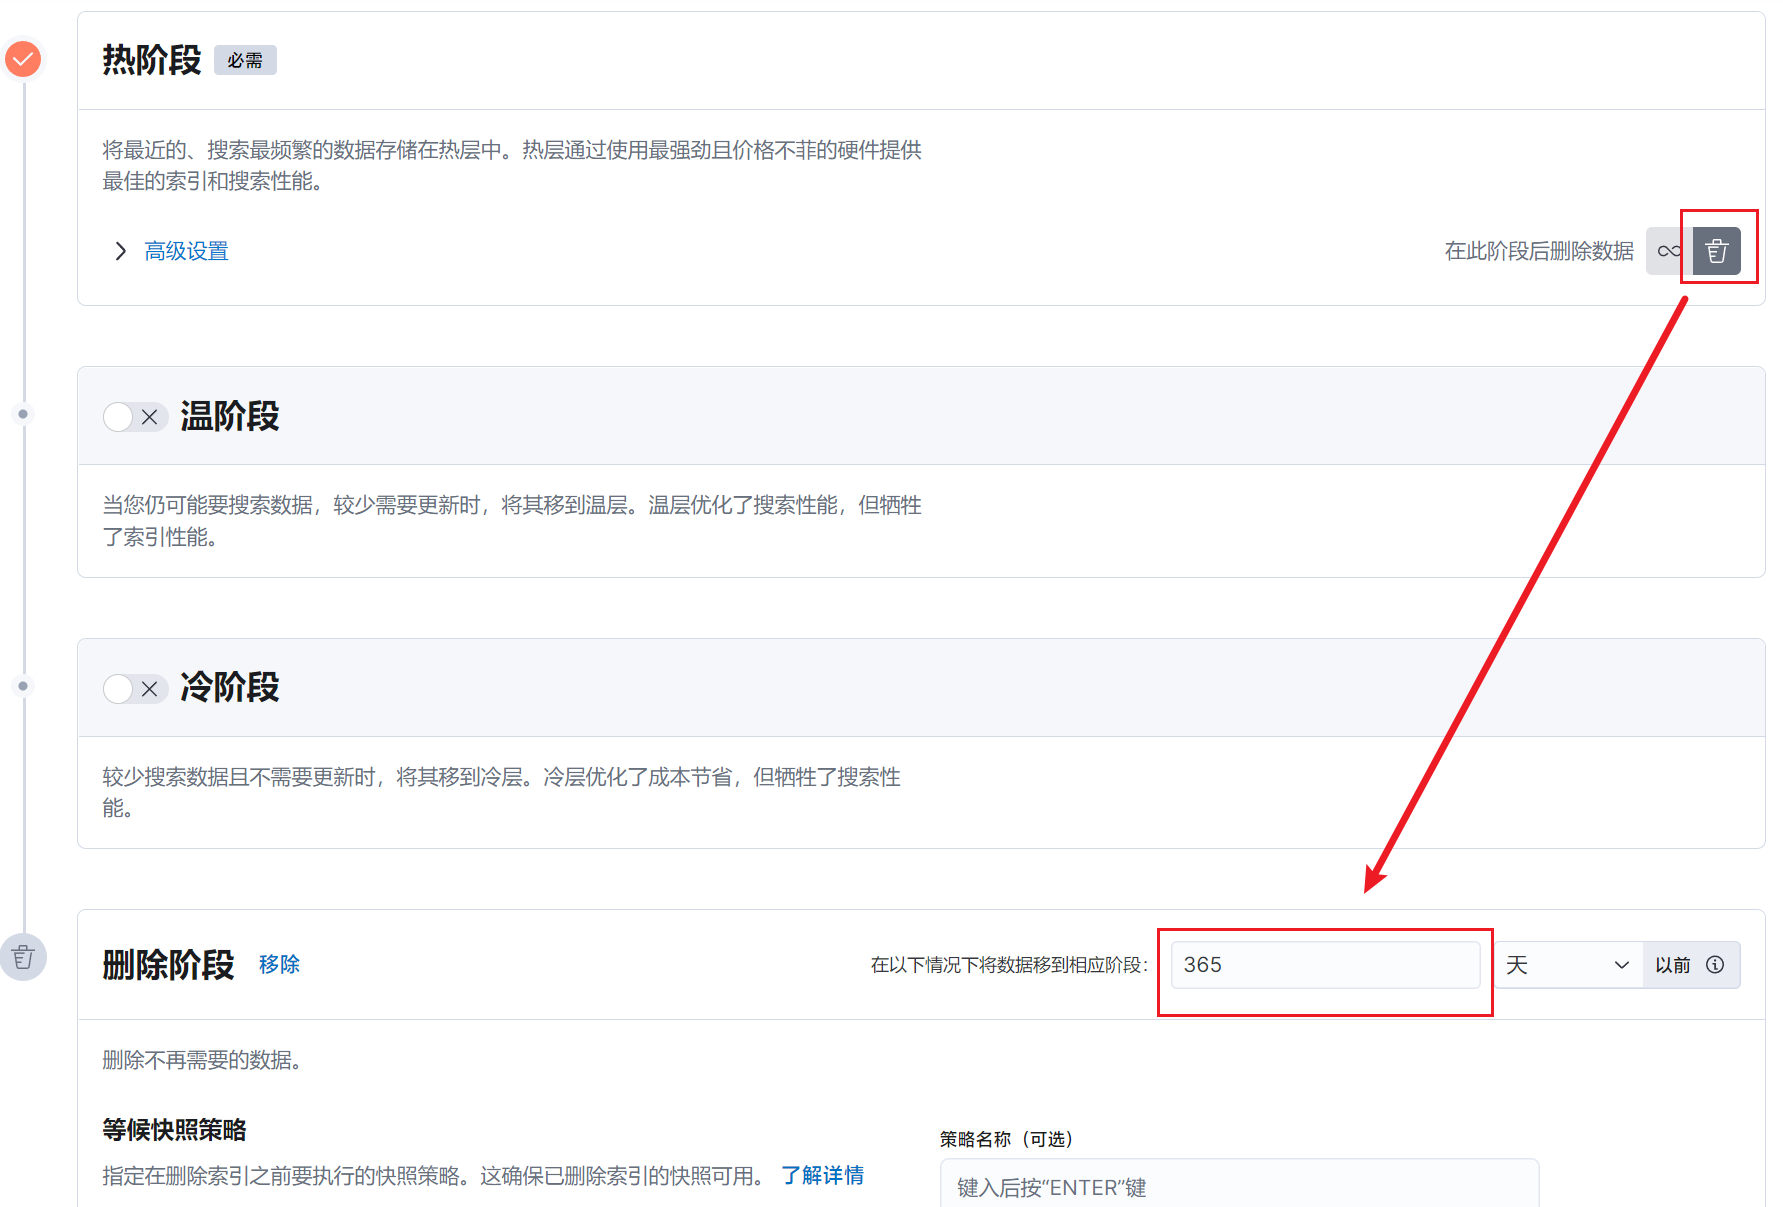 热阶段 必需
将最近的、搜索最频繁的数据存储在热层中。热层通过使用最强劲且价格不菲的硬件提供
最佳的索引和搜索性能。
高级设置 在此阶段后删除数据
温阶段
当您仍可能要搜索数据，较少需要更新时，将其移到温层。温层优化了搜索性能，但牺牲
了索引性能。
冷阶段
较少搜索数据且不需要更新时，将其移到冷层。冷层优化了成本节省，但牺牲了搜索性
能。
删除阶段 移除 在以下情况下将数据移到相应阶段： 365 天 以前
删除不再需要的数据。
等候快照策略
策略名称（可选）
指定在删除索引之前要执行的快照策略。这确保已删除索引的快照可用。 了解详情
键入后按“ENTER”键